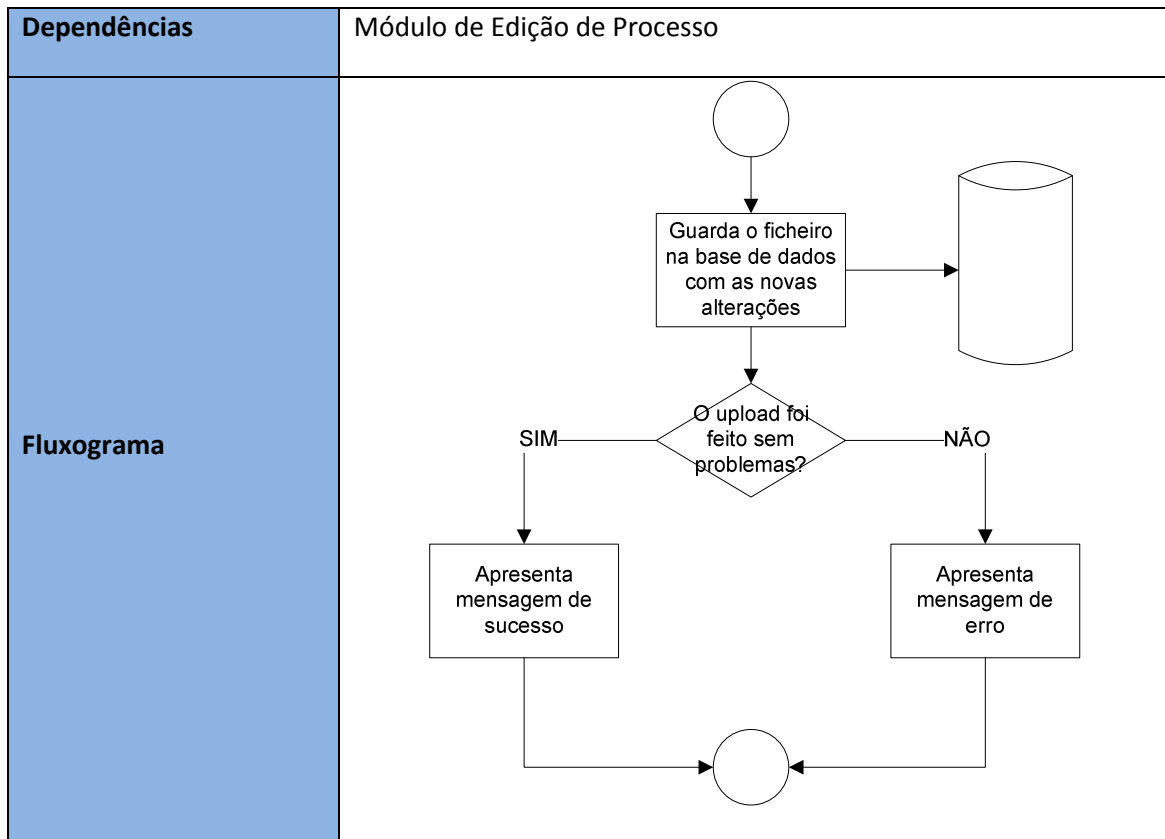 Dependências
Módulo de Edição de Processo
Fluxograma
Guarda o ficheiro
na base de dados
com as novas
alterações
O upload foi
feito sem
problemas?
SIM
NÃO
Apresenta
mensagem de
sucesso
Apresenta
mensagem de
erro